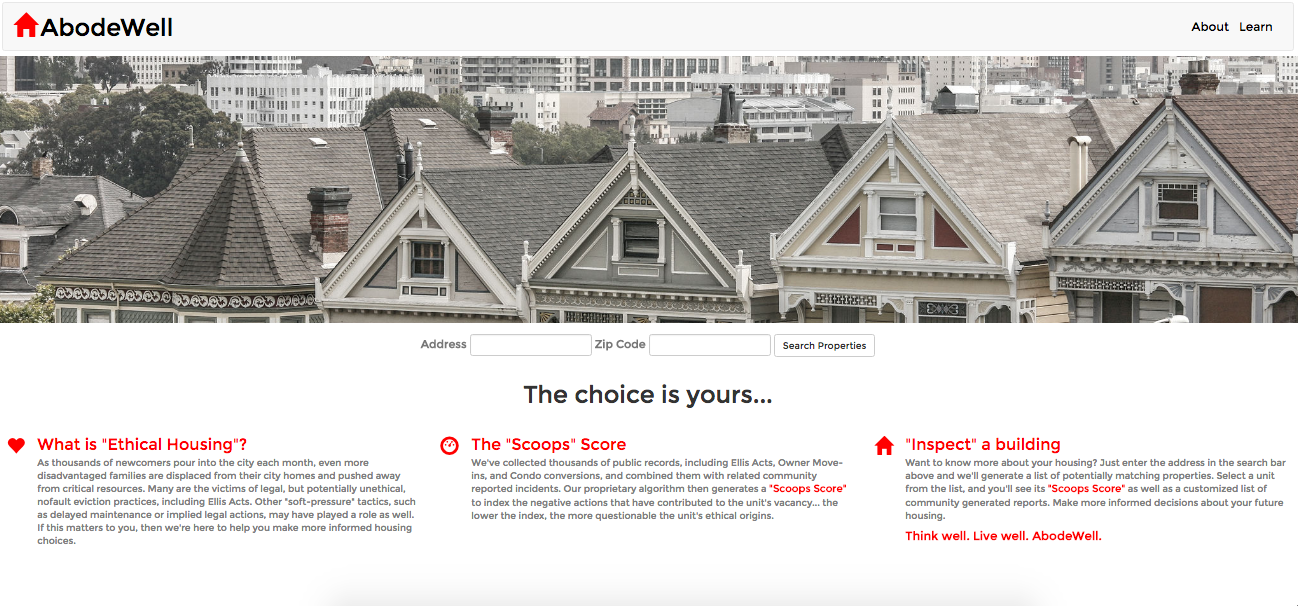 AbodeWell
About Learn
Address Zip Code Search Properties
The choice is yours...
What is "Ethical Housing"?
As thousands of newcomers pour into the city each month, even more
disadvantaged families are displaced from their city homes and pushed away
from critical resources. Many are the victims of legal, but potentially unethical,
nofault eviction practices, including Ellis Acts. Other "soft-pressure" tactics, such
as delayed maintenance or implied legal actions, may have played a role as well.
If this matters to you, then we're here to help you make more informed housing
choices.
The "Scoops" Score
We've collected thousands of public records, including Ellis Acts, Owner Move-
ins, and Condo conversions, and combined them with related community
reported incidents. Our proprietary algorithm then generates a "Scoops Score"
to index the negative actions that have contributed to the unit's vacancy... the
lower the index, the more questionable the unit's ethical origins.
"Inspect" a building
Want to know more about your housing? Just enter the address in the search bar
above and we'll generate a list of potentially matching properties. Select a unit
from the list, and you'll see its "Scoops Score" as well as a customized list of
community generated reports. Make more informed decisions about your future
housing.
Think well. Live well. AbodeWell.